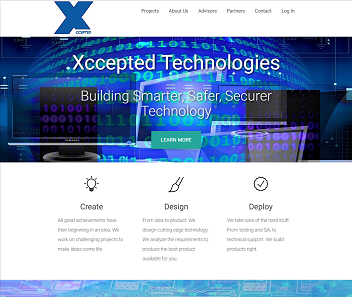 X
CCEPTED
Projects About Us Advisors Partners Contact Log In
Xccepted Technologies
Building Smarter, Safer, Securer
Technology
LEARN MORE
Create
All great achievements have
their beginning in an idea. We
work on challenging projects to
make ideas come life.
Design
From idea to product. We
design cutting edge technology.
We analyze the requirements to
produce the best product
available for you.
Deploy
We take care of the hard stuff.
From testing and QA, to
technical support. We build
products right.